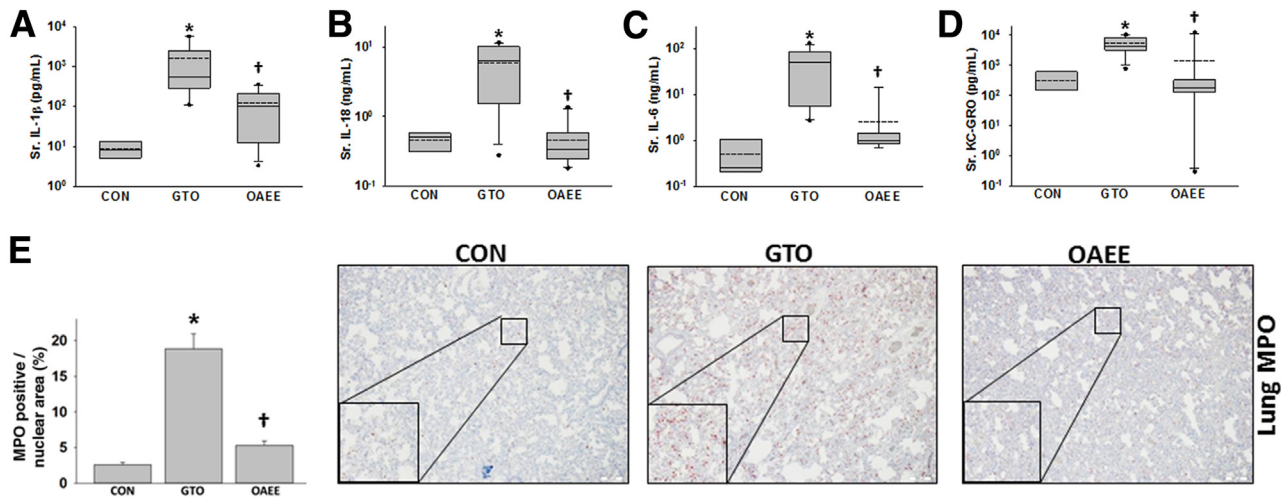 A
Sr. IL-1β (pg/mL)
10⁴
10³
10²
10¹
10⁰
*
†
CON GTO OAEE
B
Sr. IL-18 (ng/mL)
10¹
10⁰
10-¹
*
†
CON GTO OAEE
C
Sr. IL-6 (ng/mL)
10²
10¹
10⁰
10-¹
*
†
CON GTO OAEE
D
Sr. KC-GRO (pg/mL)
10⁴
10³
10²
10¹
10⁰
10-¹
*
†
CON GTO OAEE
E
MPO positive /
nuclear area (%)
20
15
10
5
0
*
†
CON GTO OAEE
CON
GTO
OAEE
Lung MPO